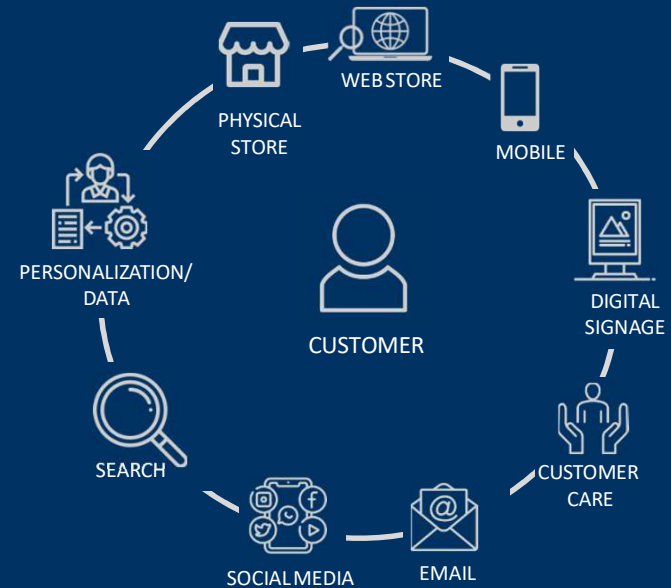 WEB STORE
PHYSICAL
STORE
MOBILE
PERSONALIZATION/
DATA
DIGITAL
SIGNAGE
CUSTOMER
SEARCH
CUSTOMER
CARE
SOCIAL MEDIA
EMAIL